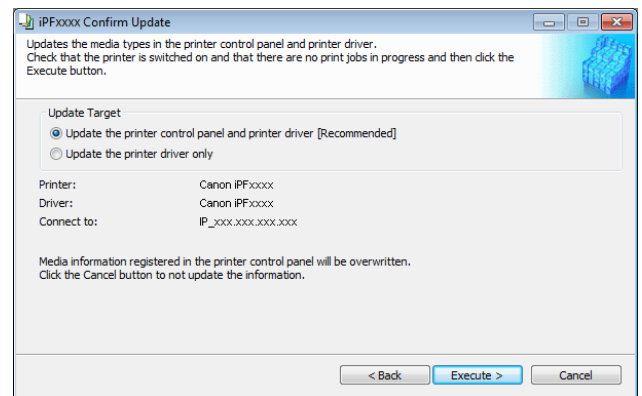 iPFxxxx Confirm Update
Updates the media types in the printer control panel and printer driver.
Check that the printer is switched on and that there are no print jobs in progress and then click the
Execute button.
Update Target
Update the printer control panel and printer driver [Recommended]
Update the printer driver only
Printer: Canon iPFxxxx
Driver: Canon iPFxxxx
Connect to: IP_xxx.xxx.xxx.xxx
Media information registered in the printer control panel will be overwritten.
Click the Cancel button to not update the information.
< Back Execute > Cancel